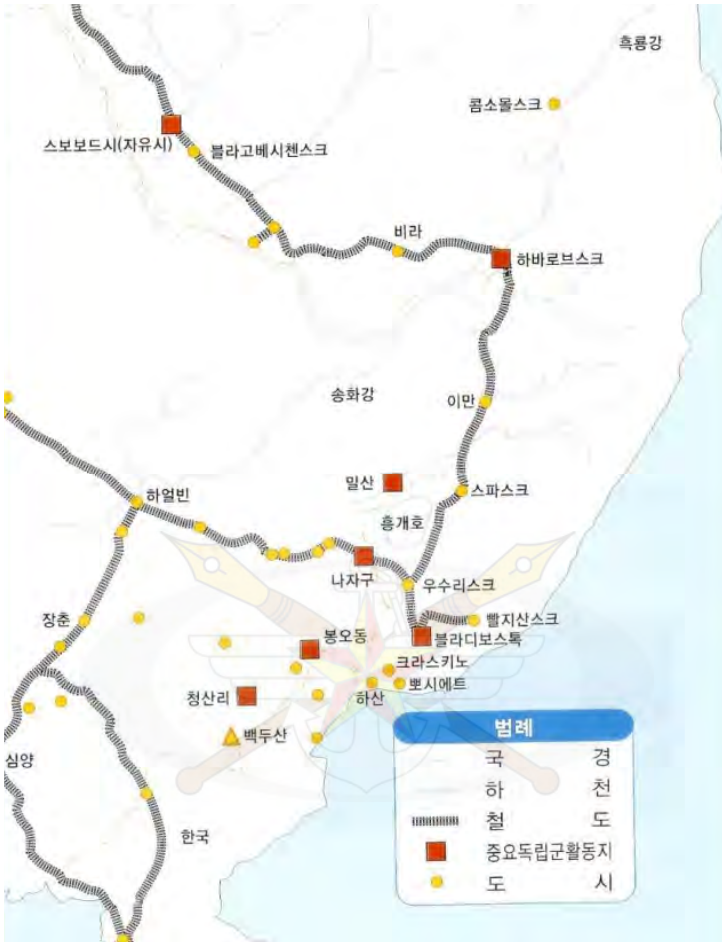 흑룡강
콤소몰스크
스보보드시(자유시)
블라고베시첸스크
비라
하바로브스크
송화강
이만
밀산
스파스크
하얼빈
흥개호
나자구
우수리스크
장춘
빨지산스크
봉오동
블라디보스톡
크라스키노
청산리
하산
뽀시에트
백두산
심양
한국
범례
국 경
하 천
철 도
중요독립군활동지
도 시